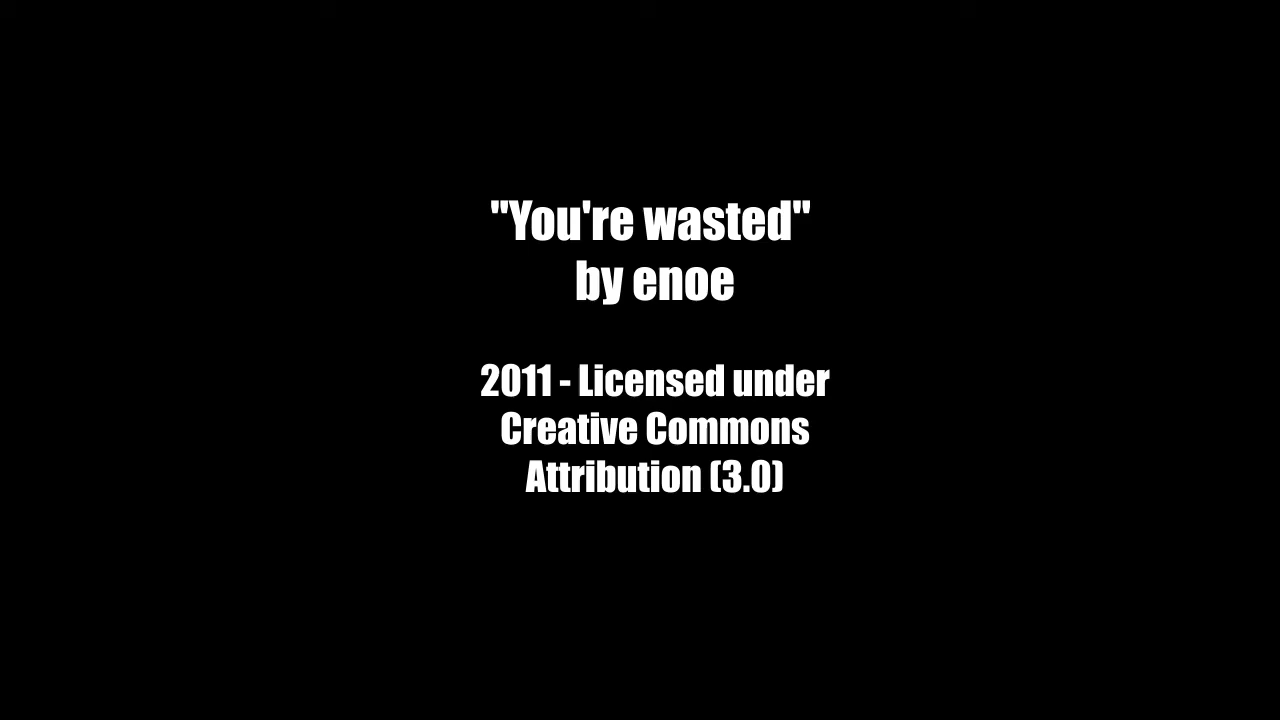 "You're wasted"
by enoe
2011 - Licensed under
Creative Commons
Attribution (3.0)